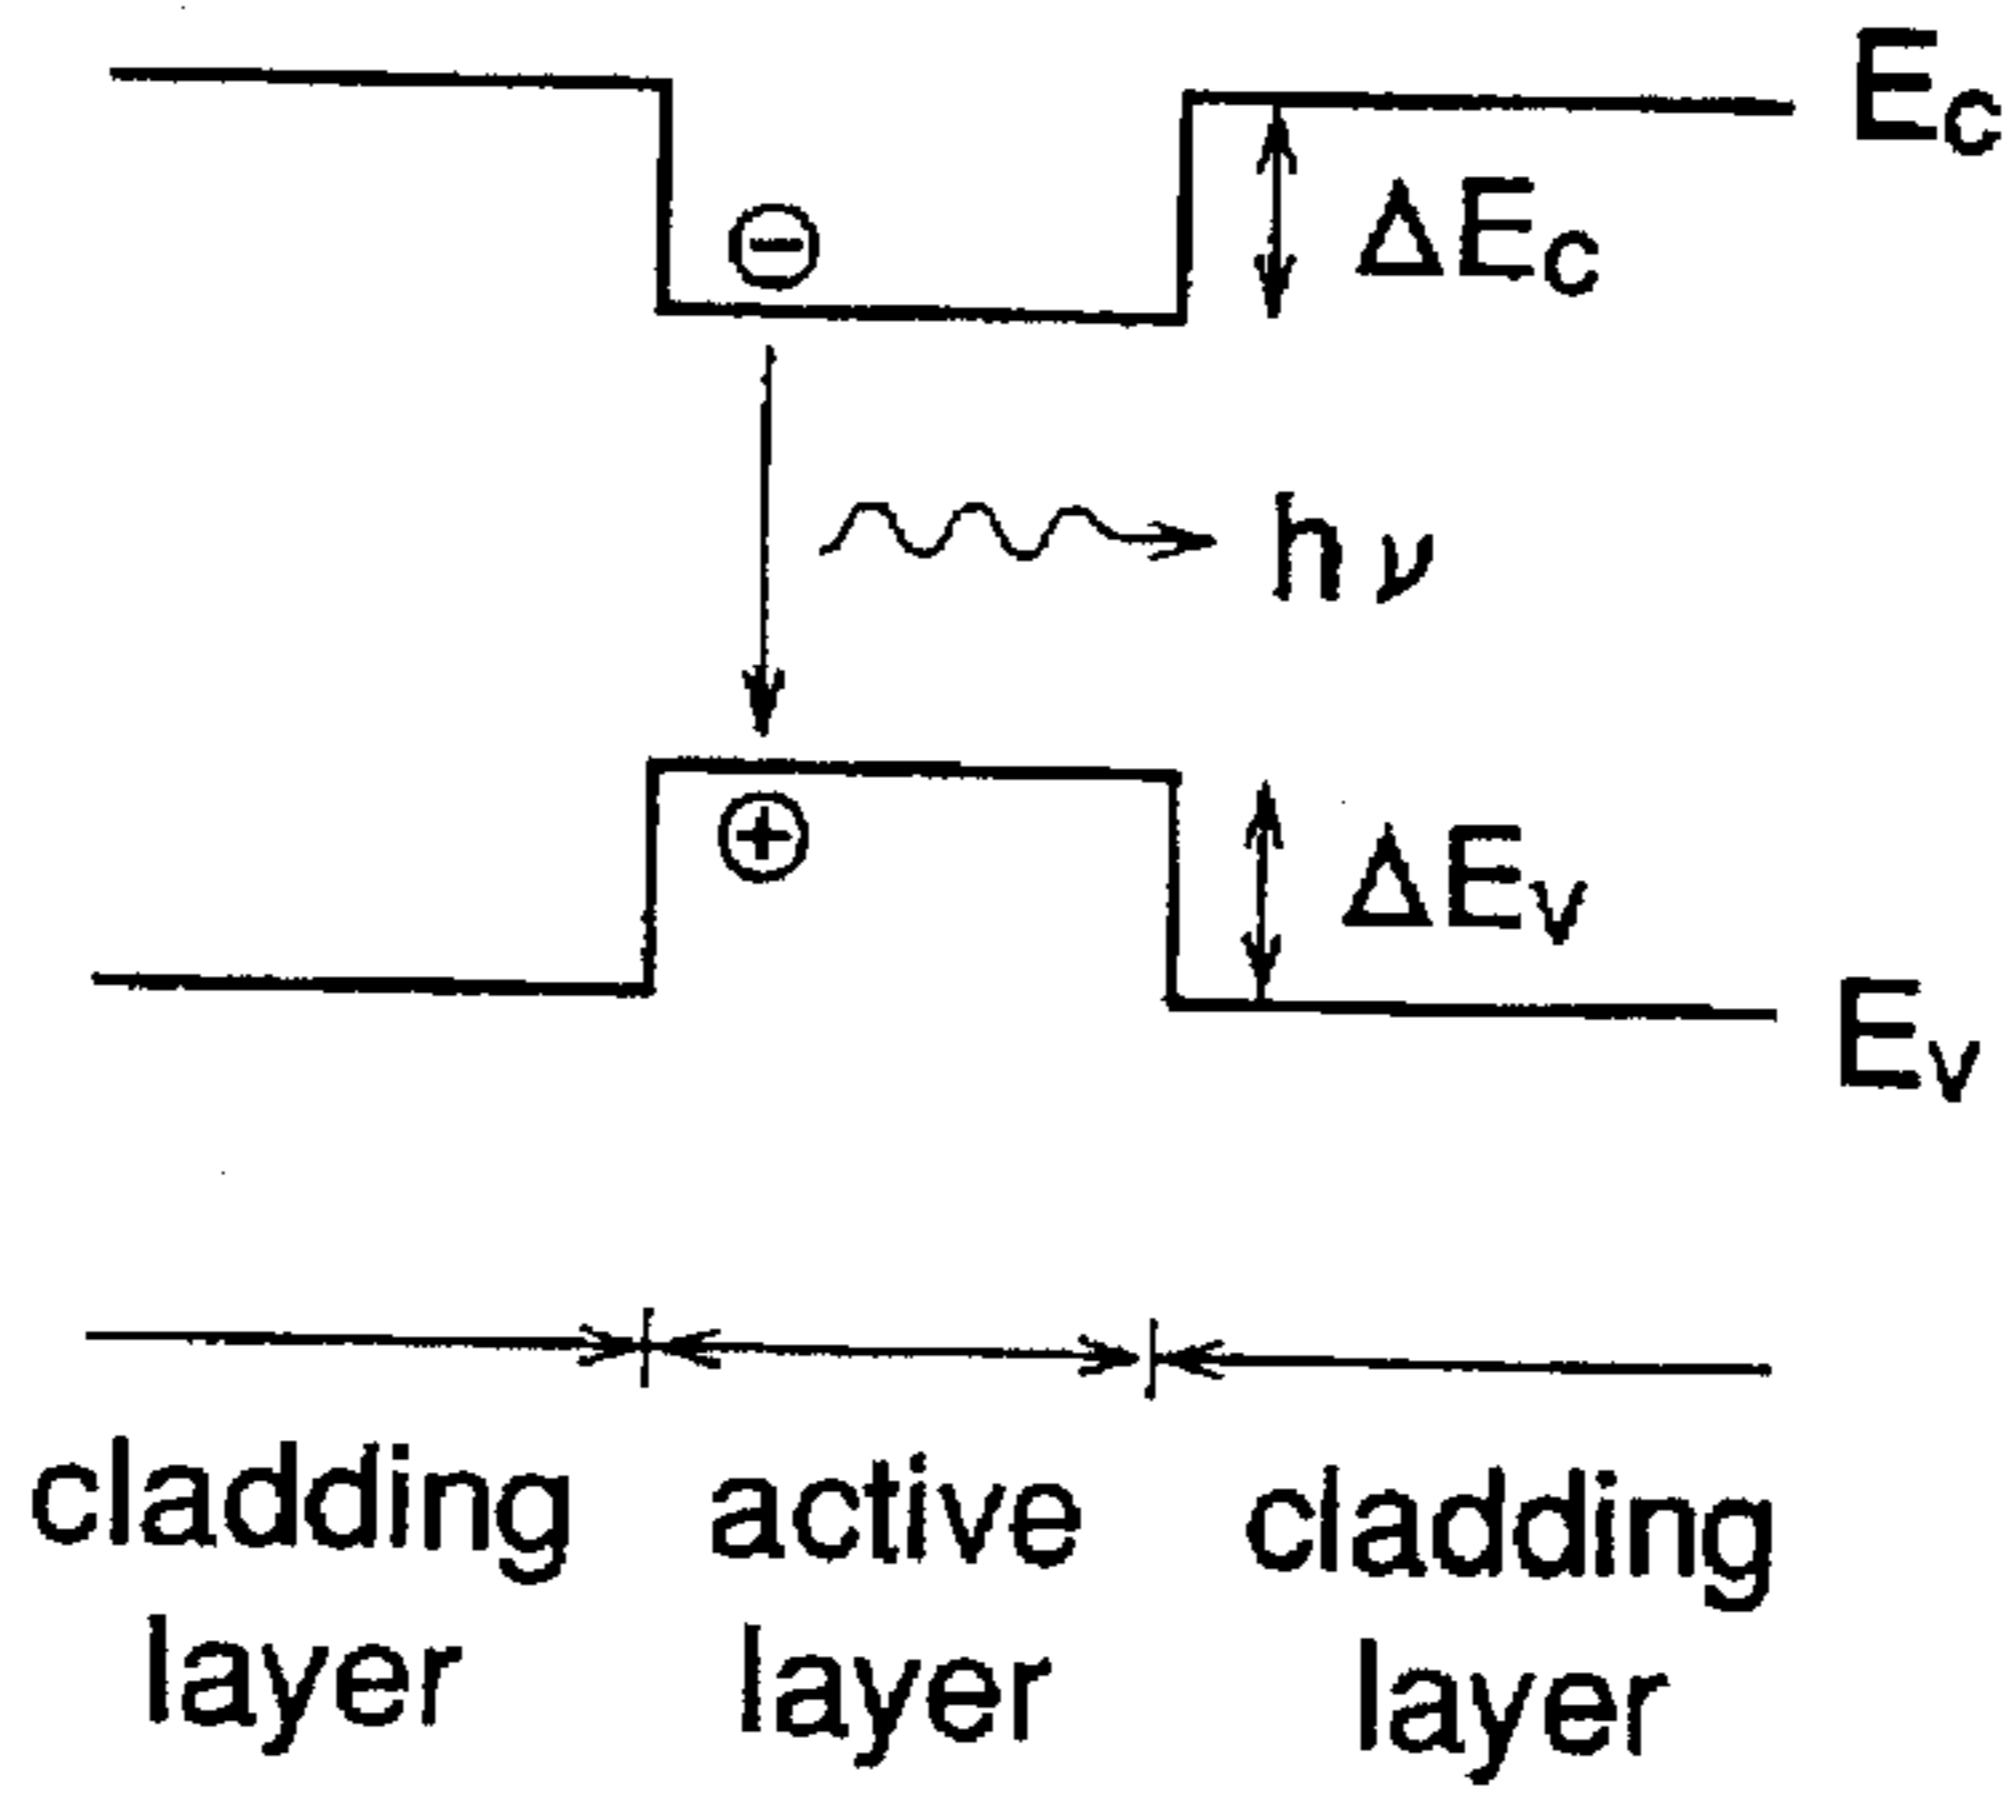 Ec
ΔEc
hν
ΔEv
Ev
cladding active cladding
layer layer layer